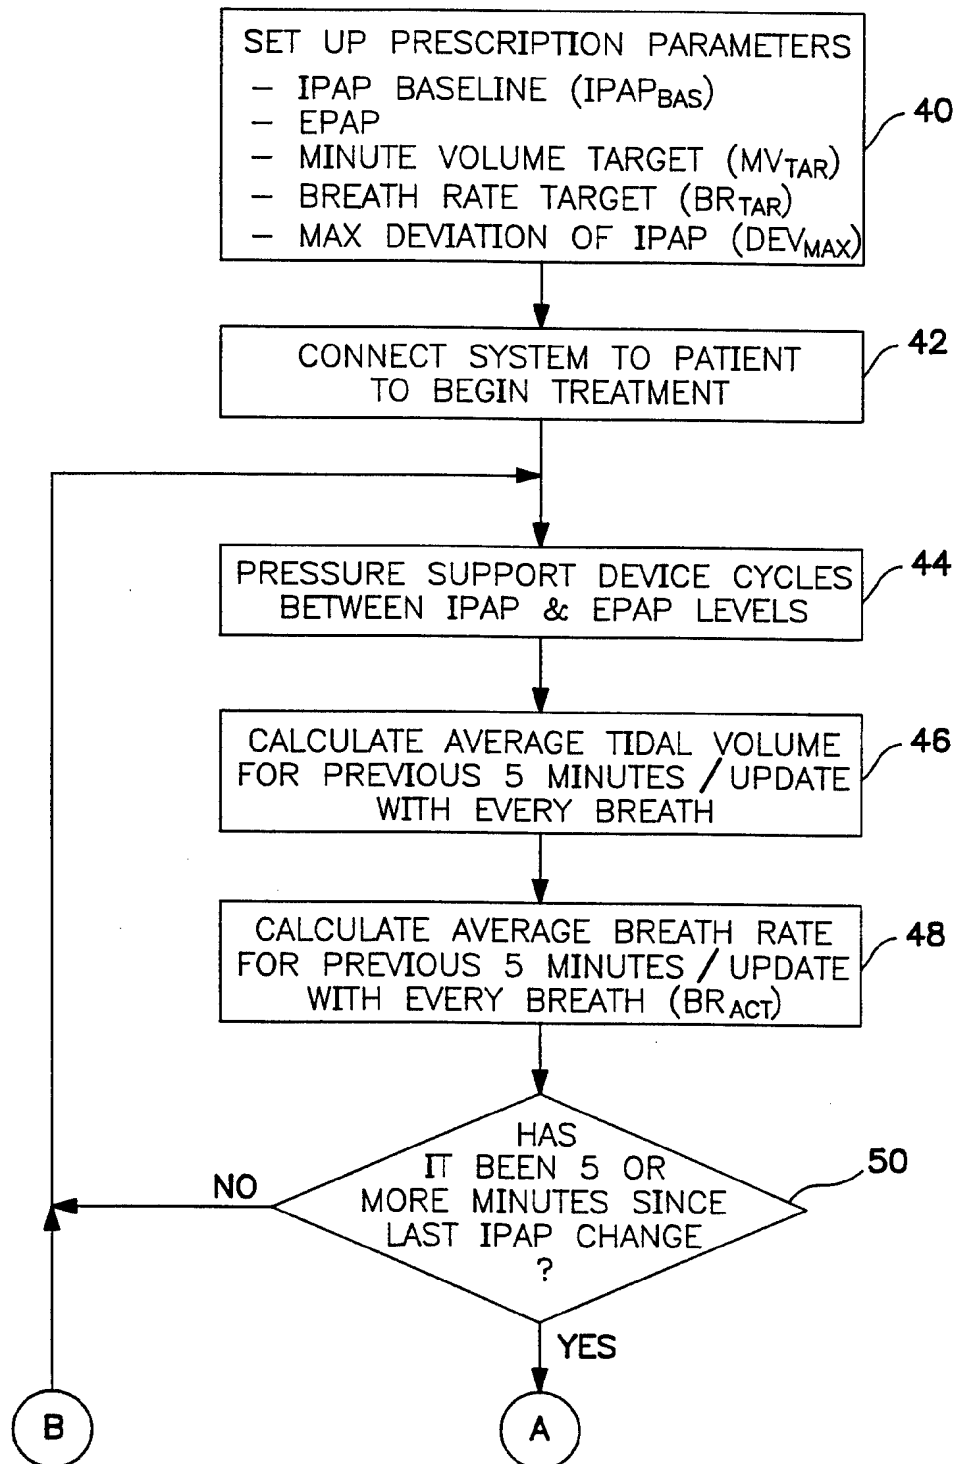 SET UP PRESCRIPTION PARAMETERS
– IPAP BASELINE (IPAPBAS)
– EPAP
– MINUTE VOLUME TARGET (MVTAR)
– BREATH RATE TARGET (BRTAR)
– MAX DEVIATION OF IPAP (DEVMAX)
40
CONNECT SYSTEM TO PATIENT
TO BEGIN TREATMENT
42
PRESSURE SUPPORT DEVICE CYCLES
BETWEEN IPAP & EPAP LEVELS
44
CALCULATE AVERAGE TIDAL VOLUME
FOR PREVIOUS 5 MINUTES / UPDATE
WITH EVERY BREATH
46
CALCULATE AVERAGE BREATH RATE
FOR PREVIOUS 5 MINUTES / UPDATE
WITH EVERY BREATH (BRACT)
48
HAS
IT BEEN 5 OR
MORE MINUTES SINCE
LAST IPAP CHANGE
?
50
NO
YES
B
A